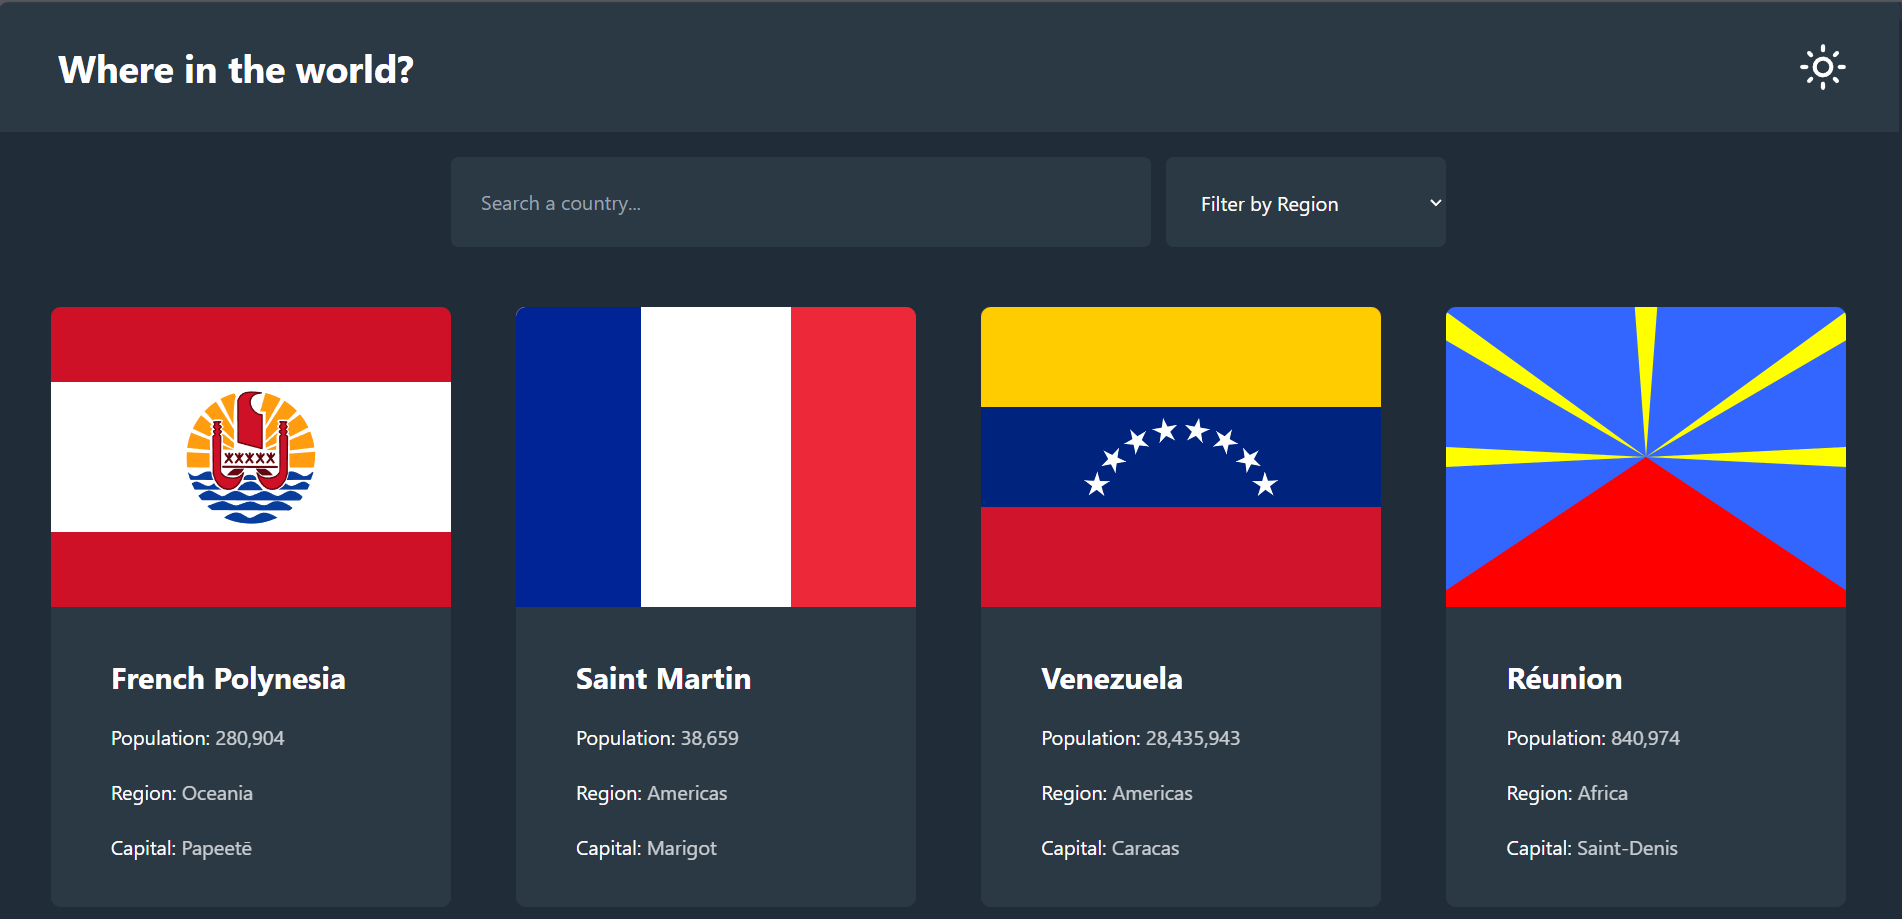 Where in the world?
Search a country...
Filter by Region
French Polynesia
Population: 280,904
Region: Oceania
Capital: Papeetē
Saint Martin
Population: 38,659
Region: Americas
Capital: Marigot
Venezuela
Population: 28,435,943
Region: Americas
Capital: Caracas
Réunion
Population: 840,974
Region: Africa
Capital: Saint-Denis